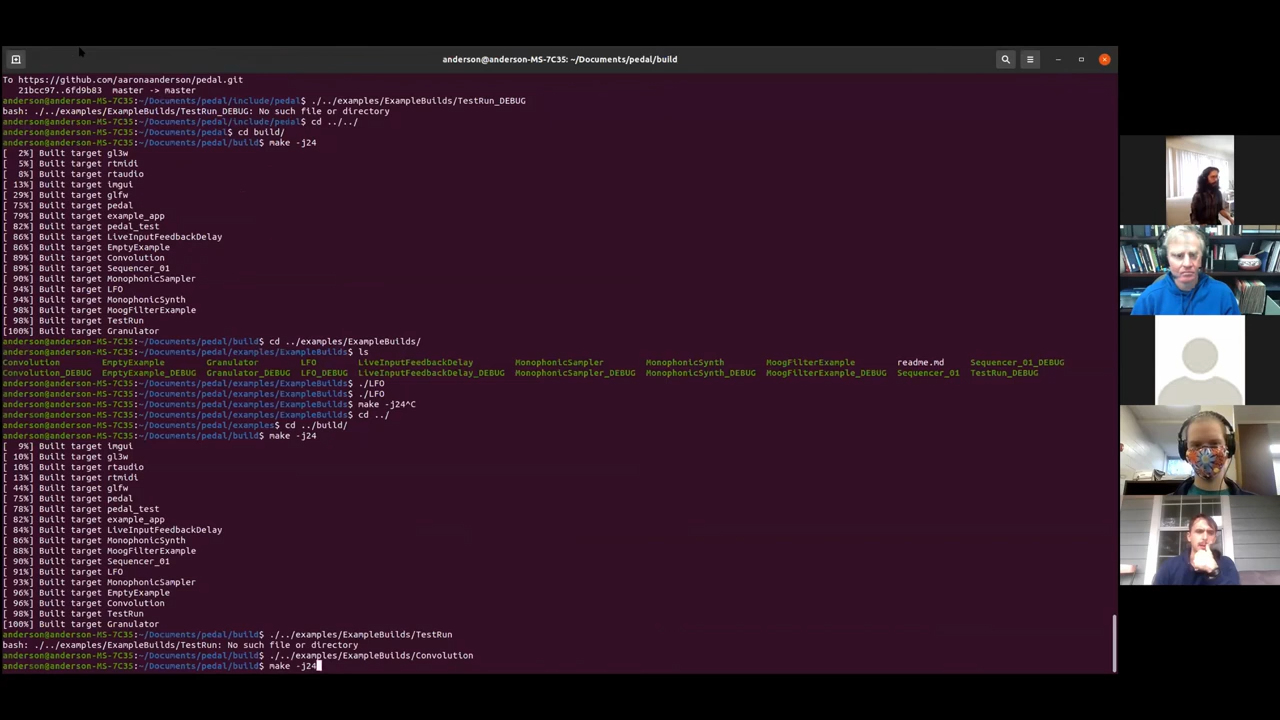 anderson@anderson-MS-7C35: ~/Documents/pedal/build
To https://github.com/aaronaanderson/pedal.git
21bcc97..6fd9b83  master -> master
anderson@anderson-MS-7C35:~/Documents/pedal/include/pedal$ ./../examples/ExampleBuilds/TestRun_DEBUG
bash: ./../examples/ExampleBuilds/TestRun_DEBUG: No such file or directory
anderson@anderson-MS-7C35:~/Documents/pedal/include/pedal$ cd ../../
anderson@anderson-MS-7C35:~/Documents/pedal$ cd build/
anderson@anderson-MS-7C35:~/Documents/pedal/build$ make -j24
[  2%] Built target gl3w
[  5%] Built target rtmidi
[  8%] Built target rtaudio
[ 13%] Built target imgui
[ 29%] Built target glfw
[ 75%] Built target pedal
[ 79%] Built target example_app
[ 82%] Built target pedal_test
[ 86%] Built target LiveInputFeedbackDelay
[ 86%] Built target EmptyExample
[ 89%] Built target Convolution
[ 89%] Built target Sequencer_01
[ 90%] Built target MonophonicSampler
[ 94%] Built target LFO
[ 94%] Built target MonophonicSynth
[ 98%] Built target MoogFilterExample
[ 98%] Built target TestRun
[100%] Built target Granulator
anderson@anderson-MS-7C35:~/Documents/pedal/build$ cd ../examples/ExampleBuilds/
anderson@anderson-MS-7C35:~/Documents/pedal/examples/ExampleBuilds$ ls
Convolution EmptyExample Granulator LFO LiveInputFeedbackDelay MonophonicSampler MonophonicSynth MoogFilterExample readme.md Sequencer_01_DEBUG
Convolution_DEBUG EmptyExample_DEBUG Granulator_DEBUG LFO_DEBUG LiveInputFeedbackDelay_DEBUG MonophonicSampler_DEBUG MonophonicSynth_DEBUG MoogFilterExample_DEBUG Sequencer_01 TestRun_DEBUG
anderson@anderson-MS-7C35:~/Documents/pedal/examples/ExampleBuilds$ ./LFO
anderson@anderson-MS-7C35:~/Documents/pedal/examples/ExampleBuilds$ ./LFO
anderson@anderson-MS-7C35:~/Documents/pedal/examples/ExampleBuilds$ make -j24^C
anderson@anderson-MS-7C35:~/Documents/pedal/examples/ExampleBuilds$ cd ../
anderson@anderson-MS-7C35:~/Documents/pedal/examples$ cd ../build/
anderson@anderson-MS-7C35:~/Documents/pedal/build$ make -j24
[  9%] Built target imgui
[ 10%] Built target gl3w
[ 10%] Built target rtaudio
[ 13%] Built target rtmidi
[ 44%] Built target glfw
[ 75%] Built target pedal
[ 78%] Built target pedal_test
[ 82%] Built target example_app
[ 84%] Built target LiveInputFeedbackDelay
[ 86%] Built target MonophonicSynth
[ 88%] Built target MoogFilterExample
[ 90%] Built target Sequencer_01
[ 91%] Built target LFO
[ 93%] Built target MonophonicSampler
[ 96%] Built target EmptyExample
[ 96%] Built target Convolution
[ 98%] Built target TestRun
[100%] Built target Granulator
anderson@anderson-MS-7C35:~/Documents/pedal/build$ ./../examples/ExampleBuilds/TestRun
bash: ./../examples/ExampleBuilds/TestRun: No such file or directory
anderson@anderson-MS-7C35:~/Documents/pedal/build$ ./../examples/ExampleBuilds/Convolution
anderson@anderson-MS-7C35:~/Documents/pedal/build$ make -j24